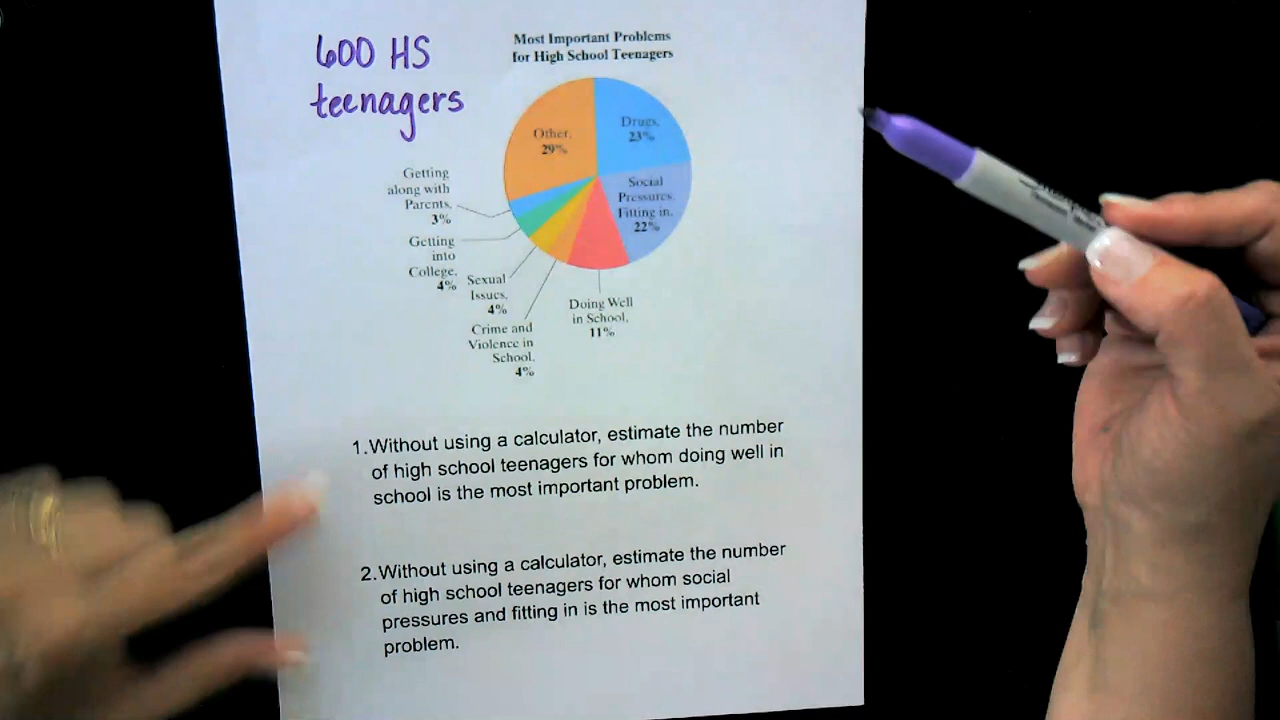 600 HS
teenagers
Most Important Problems
for High School Teenagers
Other,
29%
Drugs,
23%
Social
Pressures,
Fitting in,
22%
Getting
along with
Parents,
3%
Getting
into
College,
4%
Sexual
Issues,
4%
Crime and
Violence in
School,
4%
Doing Well
in School,
11%
1.Without using a calculator, estimate the number
of high school teenagers for whom doing well in
school is the most important problem.
2.Without using a calculator, estimate the number
of high school teenagers for whom social
pressures and fitting in is the most important
problem.